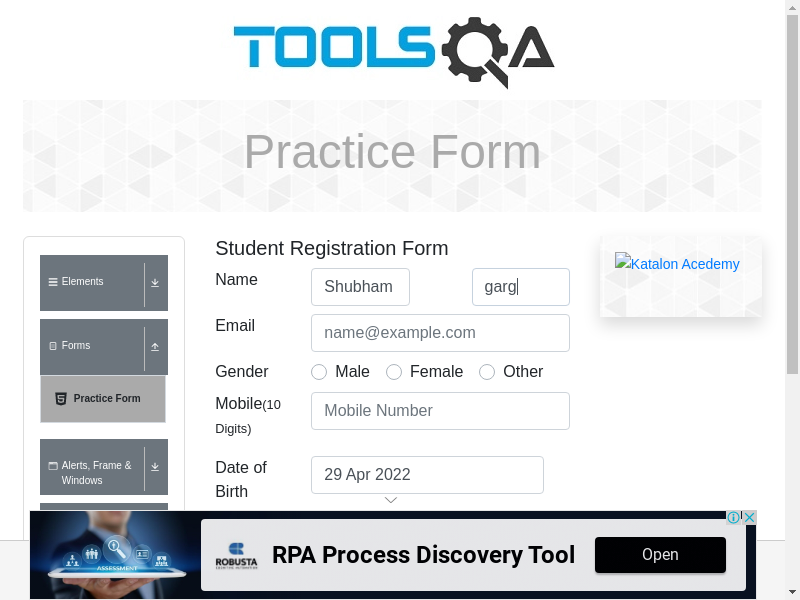 TOOLSQA
Practice Form
Elements
Forms
Practice Form
Alerts, Frame &
Windows
Student Registration Form
Name
Shubham
garg
Email
name@example.com
Gender
Male
Female
Other
Mobile(10
Digits)
Mobile Number
Date of
Birth
29 Apr 2022
Katalon Acedemy
ASSESSMENT
ROBUSTA
RPA Process Discovery Tool
Open